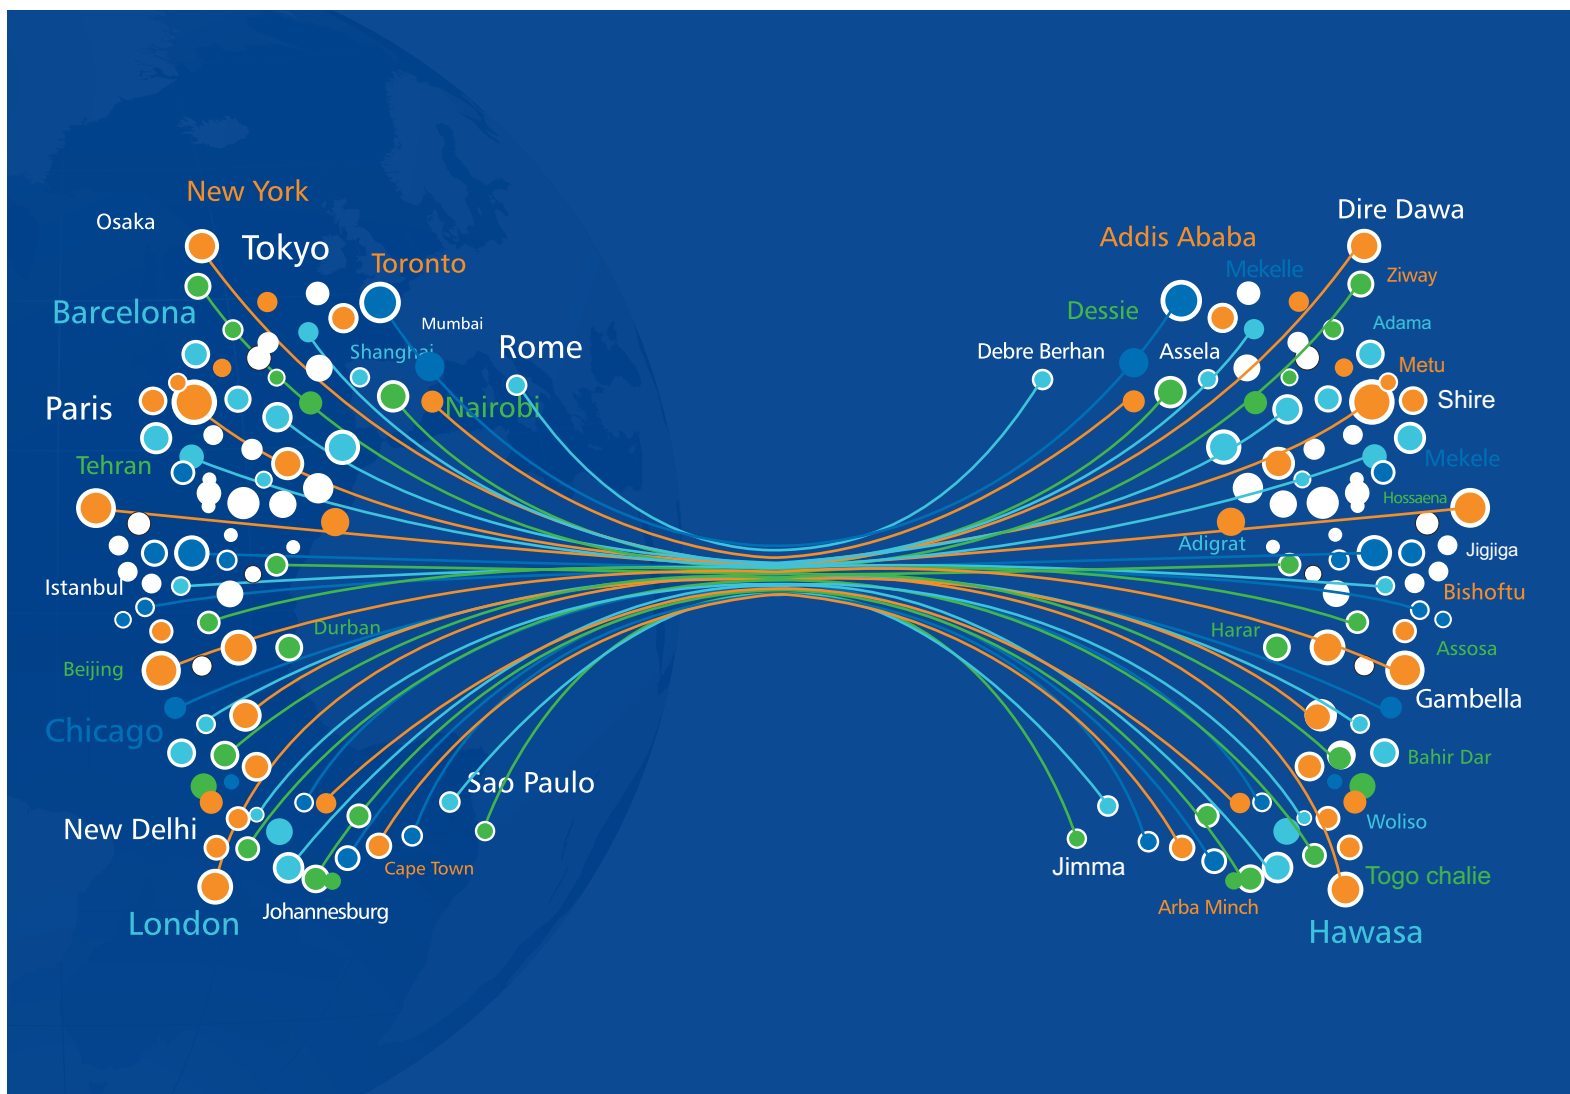 New York
Osaka
Tokyo
Toronto
Barcelona
Mumbai
Shanghai
Rome
Paris
Nairobi
Tehran
Istanbul
Durban
Beijing
Chicago
Sao Paulo
New Delhi
Cape Town
Johannesburg
London
Dire Dawa
Addis Ababa
Mekelle
Ziway
Dessie
Adama
Debre Berhan
Assela
Metu
Shire
Mekele
Hossaena
Adigrat
Jigjiga
Bishoftu
Harar
Assosa
Gambella
Bahir Dar
Woliso
Jimma
Togo chalie
Arba Minch
Hawasa